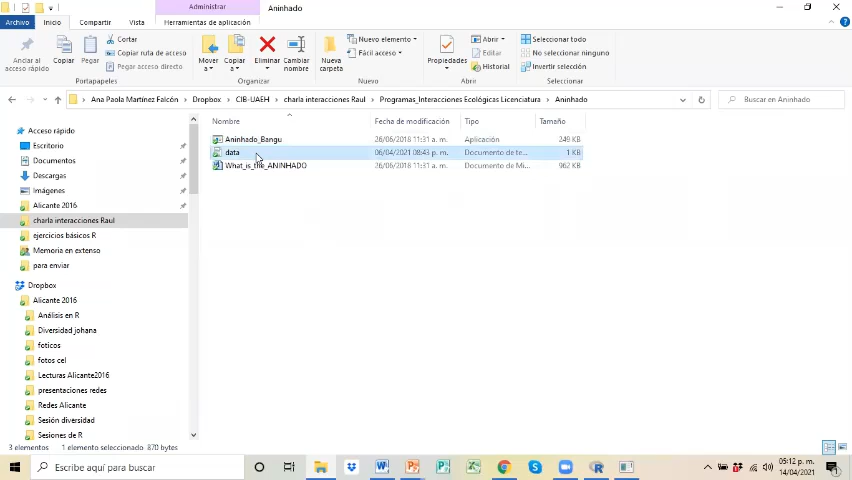 Administrar
Aninhado
Archivo
Inicio
Compartir
Vista
Herramientas de aplicación
Anclar al acceso rápido
Copiar
Pegar
Cortar
Copiar ruta de acceso
Pegar acceso directo
Portapapeles
Mover a
Copiar a
Eliminar
Cambiar nombre
Organizar
Nueva carpeta
Nuevo elemento
Fácil acceso
Nuevo
Propiedades
Abrir
Editar
Historial
Abrir
Seleccionar todo
No seleccionar ninguno
Invertir selección
Seleccionar
Ana Paola Martínez Falcón > Dropbox > CIB-UAEH > charla interacciones Raul > Programas_Interacciones Ecológicas Licenciatura > Aninhado
Buscar en Aninhado
Nombre Fecha de modificación Tipo Tamaño
Aninhado_Bangu 26/06/2018 11:31 a. m. Aplicación 249 KB
data 06/04/2021 08:43 p. m. Documento de te... 1 KB
What_is_the_ANINHADO 26/06/2018 11:31 a. m. Documento de Mi... 962 KB
Acceso rápido
Escritorio
Documentos
Descargas
Imágenes
Alicante 2016
charla interacciones Raul
ejercicios básicos R
Memoria en extenso
para enviar
Dropbox
Alicante 2016
Análisis en R
Diversidad johana
foticos
fotos cel
Lecturas Alicante2016
presentaciones redes
Redes Alicante
Sesión diversidad
Sesiones de R
3 elementos 1 elemento seleccionado 870 bytes
Escribe aquí para buscar
05:12 p. m.
14/04/2021